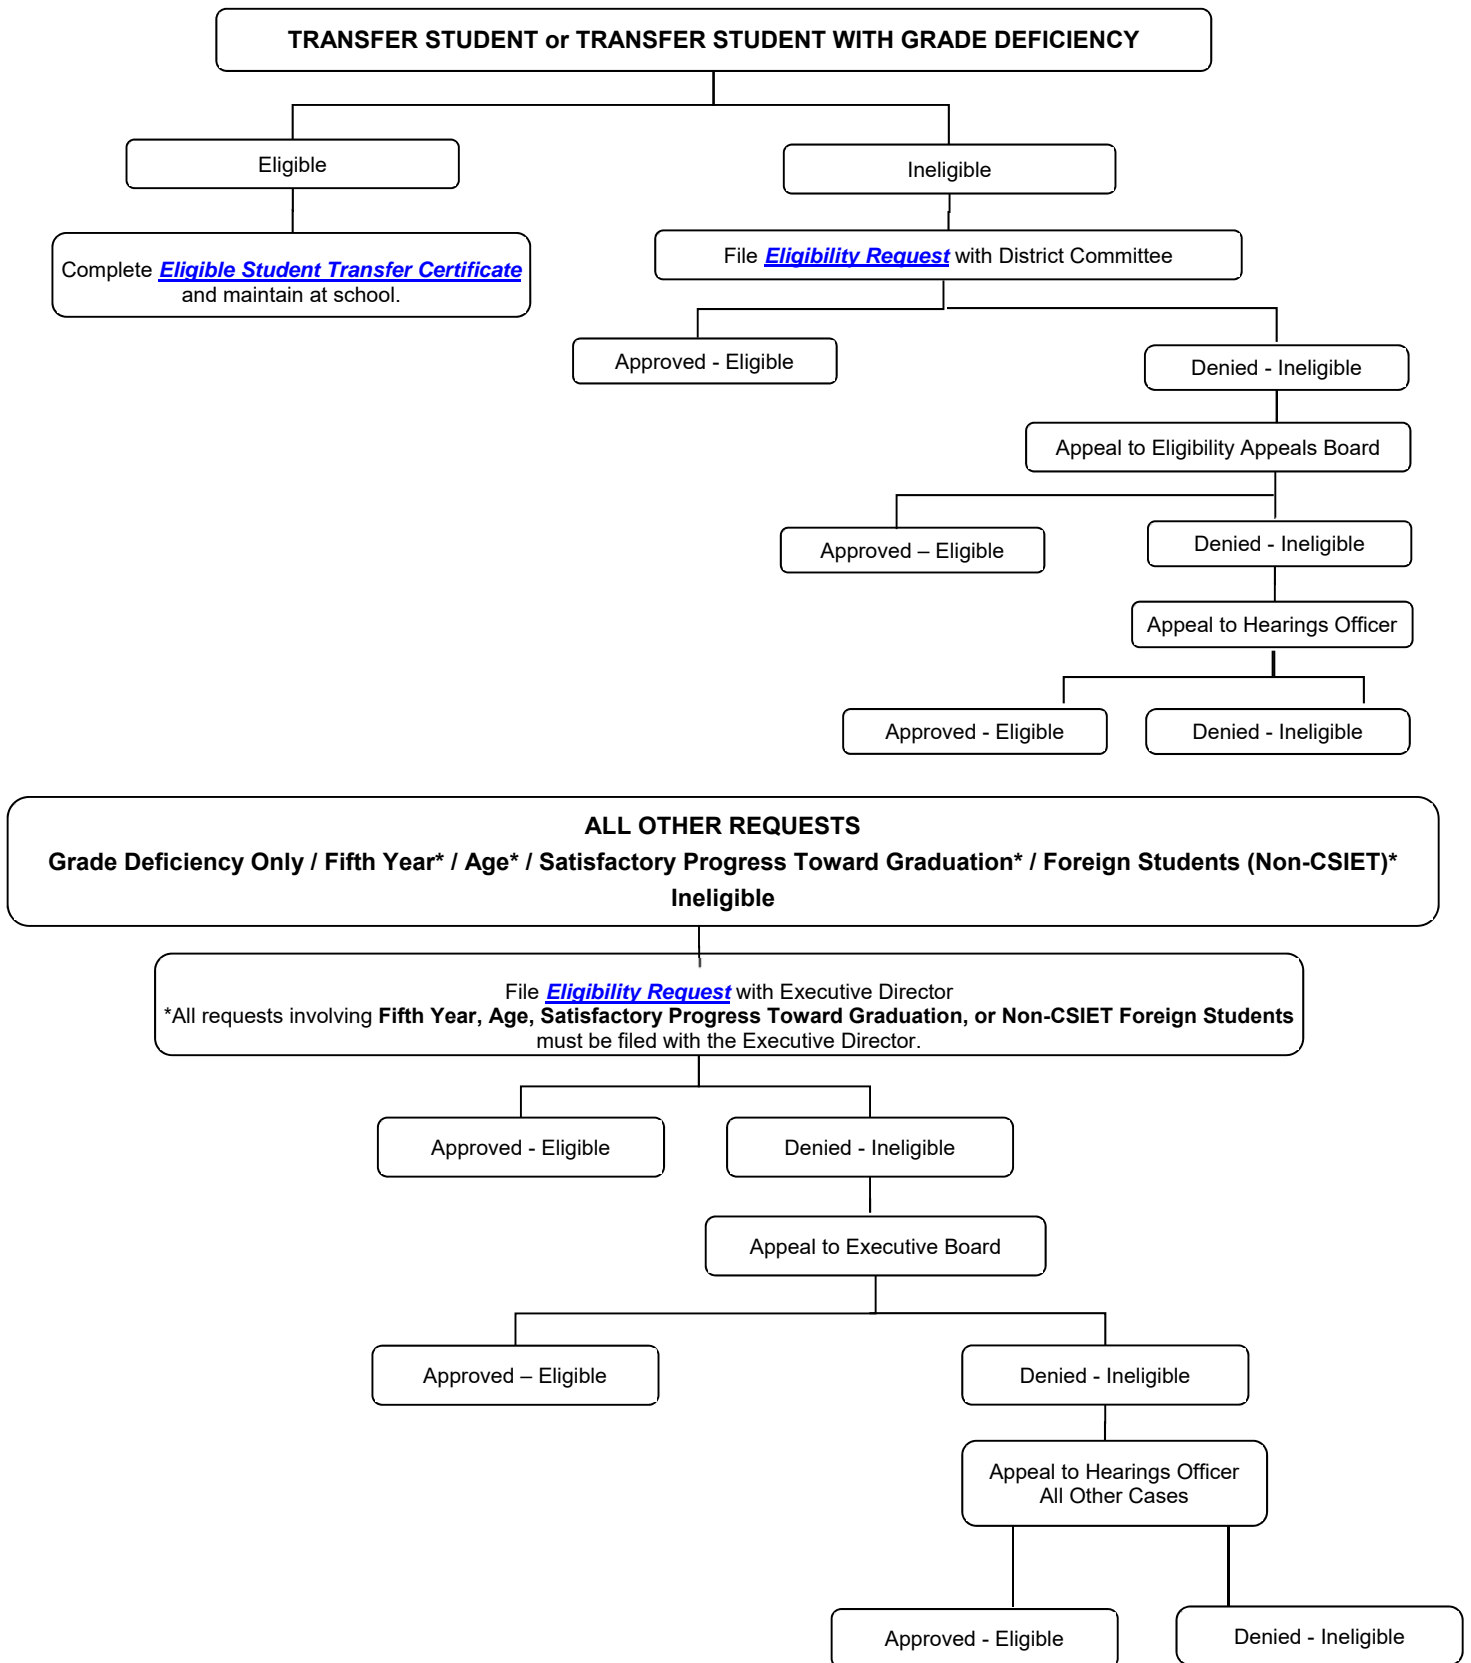 TRANSFER STUDENT or TRANSFER STUDENT WITH GRADE DEFICIENCY
Eligible
Ineligible
Complete Eligible Student Transfer Certificate
and maintain at school.
File Eligibility Request with District Committee
Approved - Eligible
Denied - Ineligible
Appeal to Eligibility Appeals Board
Approved – Eligible
Denied - Ineligible
Appeal to Hearings Officer
Approved - Eligible
Denied - Ineligible
ALL OTHER REQUESTS
Grade Deficiency Only / Fifth Year* / Age* / Satisfactory Progress Toward Graduation* / Foreign Students (Non-CSIET)*
Ineligible
File Eligibility Request with Executive Director
*All requests involving Fifth Year, Age, Satisfactory Progress Toward Graduation, or Non-CSIET Foreign Students
must be filed with the Executive Director.
Approved - Eligible
Denied - Ineligible
Appeal to Executive Board
Approved – Eligible
Denied - Ineligible
Appeal to Hearings Officer
All Other Cases
Approved - Eligible
Denied - Ineligible